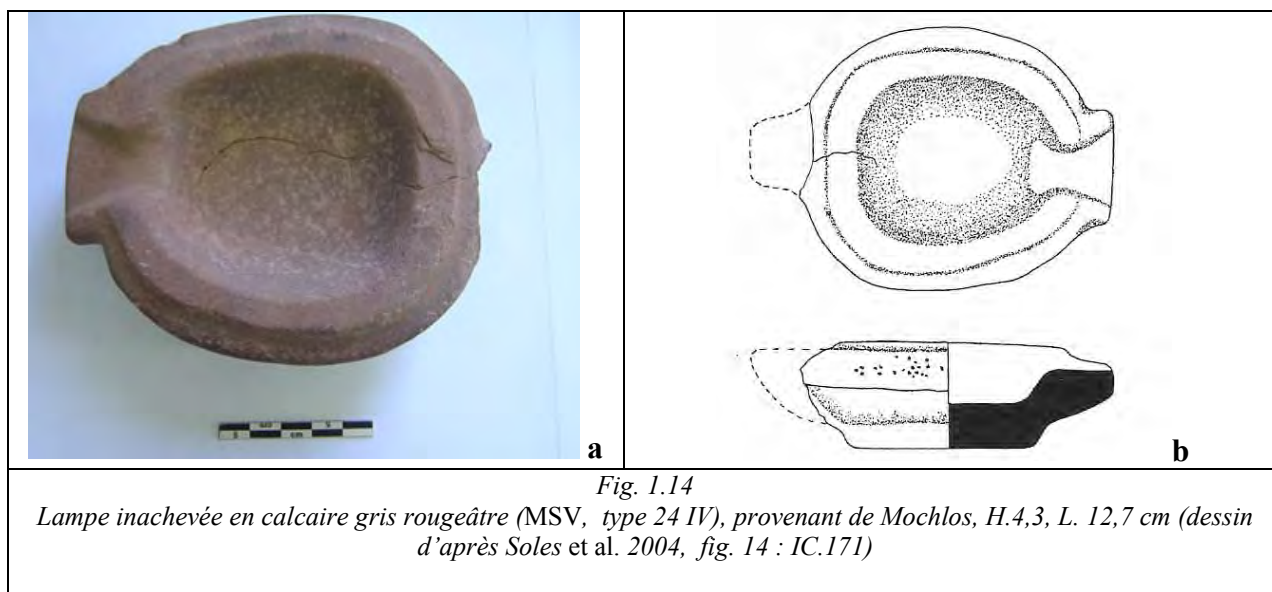 a
b
Fig. 1.14
Lampe inachevée en calcaire gris rougeâtre (MSV, type 24 IV), provenant de Mochlos, H.4,3, L. 12,7 cm (dessin
d'après Soles et al. 2004, fig. 14 : IC.171)